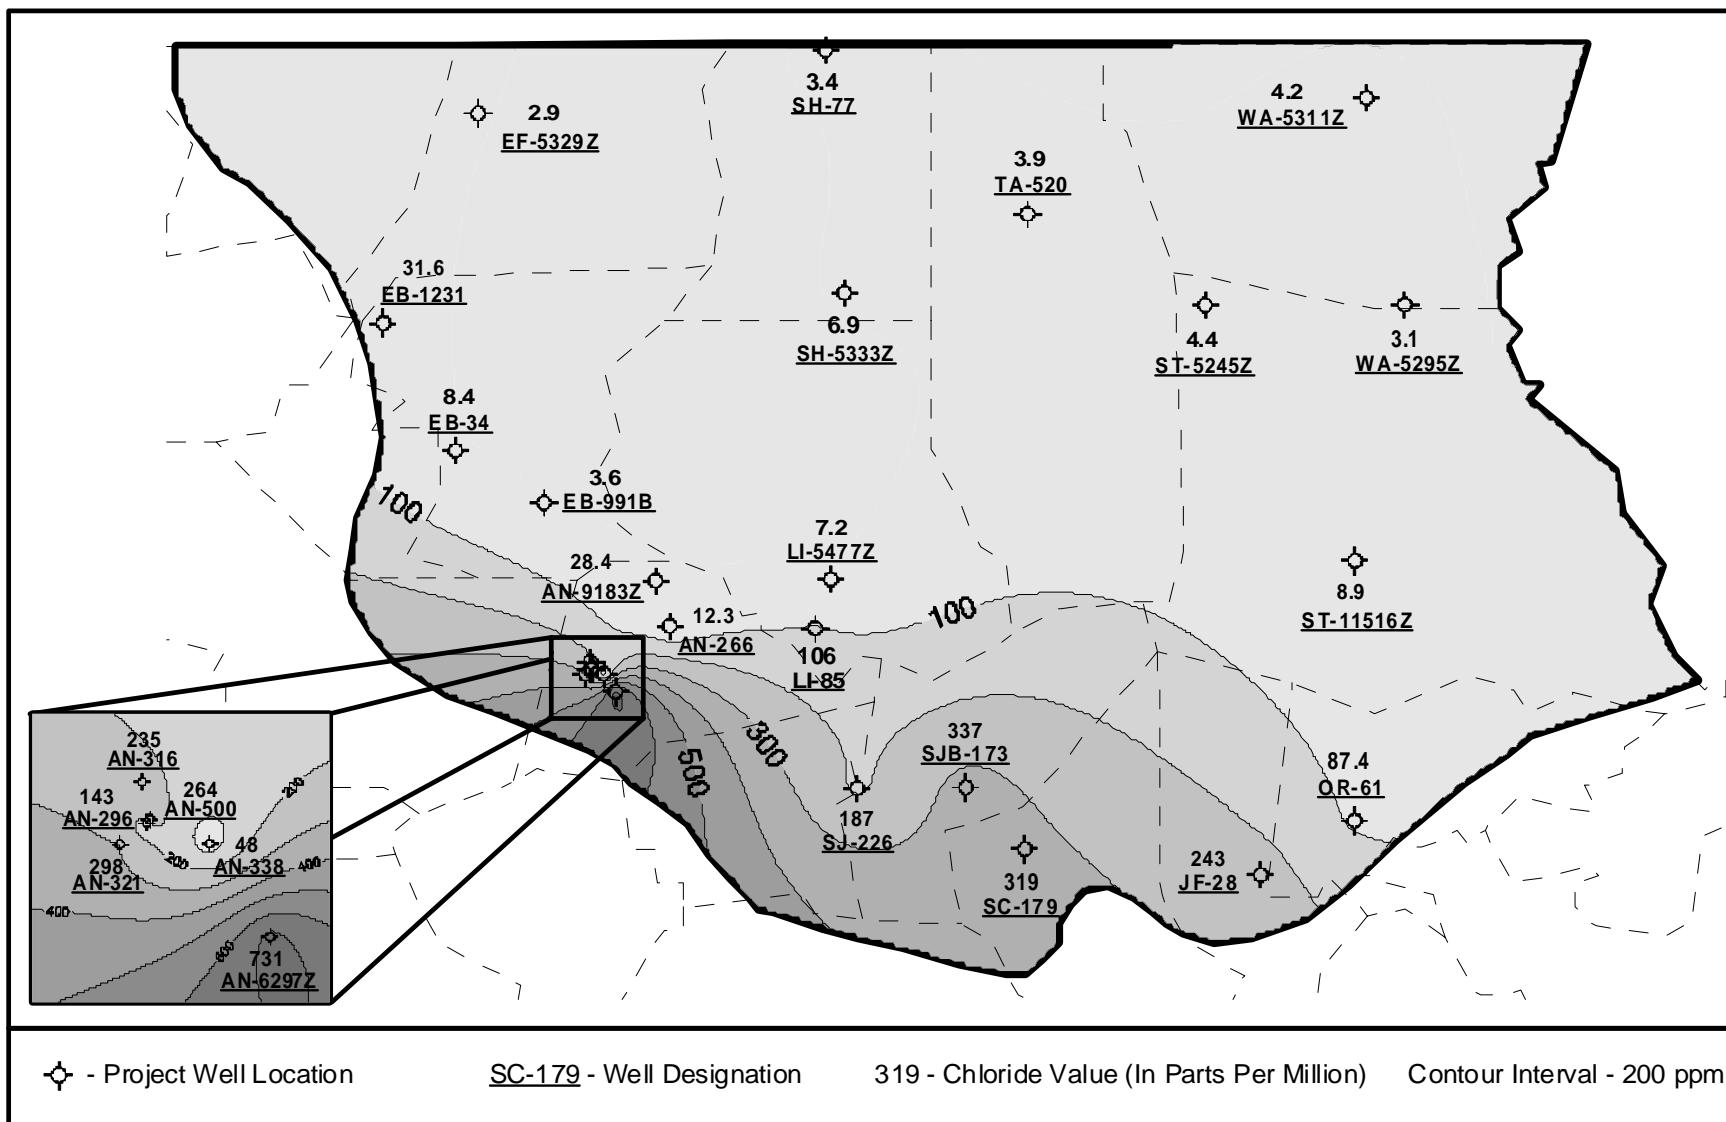 3.4
SH-77
4.2
WA-5311Z
2.9
EF-5329Z
3.9
TA-520
31.6
EB-1231
6.9
SH-5333Z
4.4
ST-5245Z
3.1
WA-5295Z
8.4
EB-34
100
3.6
EB-991B
7.2
LI-5477Z
28.4
AN-9183Z
8.9
ST-11516Z
100
12.3
AN-266
106
LI-85
300
500
337
SJB-173
87.4
OR-61
187
SJ-226
243
JF-28
319
SC-179
235
AN-316
200
264
AN-500
143
AN-296
200
48
AN-338
400
298
AN-321
400
600
731
AN-6297Z
- Project Well Location
SC-179 - Well Designation
319 - Chloride Value (In Parts Per Million)
Contour Interval - 200 ppm